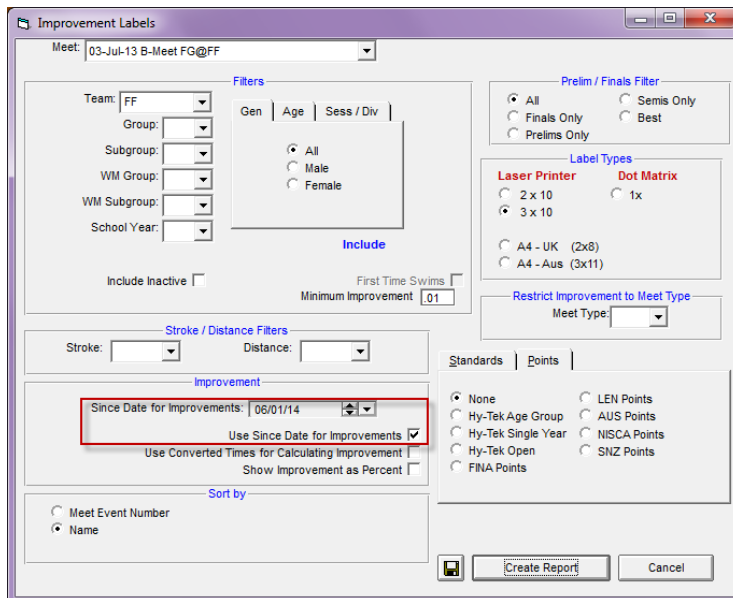 Improvement Labels
Meet: 03-Jul-13 B-Meet FG@FF
Filters
Team: FF
Group:
Subgroup:
WM Group:
WM Subgroup:
School Year:
Gen Age Sess / Div
All
Male
Female
Include
Include Inactive
First Time Swims
Minimum Improvement .01
Prelim / Finals Filter
All Semis Only
Finals Only Best
Prelims Only
Label Types
Laser Printer Dot Matrix
2 x 10 1x
3 x 10
A4 - UK (2x8)
A4 - Aus (3x11)
Restrict Improvement to Meet Type
Meet Type:
Stroke / Distance Filters
Stroke: Distance:
Improvement
Since Date for Improvements: 06/01/14
Use Since Date for Improvements
Use Converted Times for Calculating Improvement
Show Improvement as Percent
Standards Points
None LEN Points
Hy-Tek Age Group AUS Points
Hy-Tek Single Year NISCA Points
Hy-Tek Open SNZ Points
FINA Points
Sort by
Meet Event Number
Name
Create Report Cancel